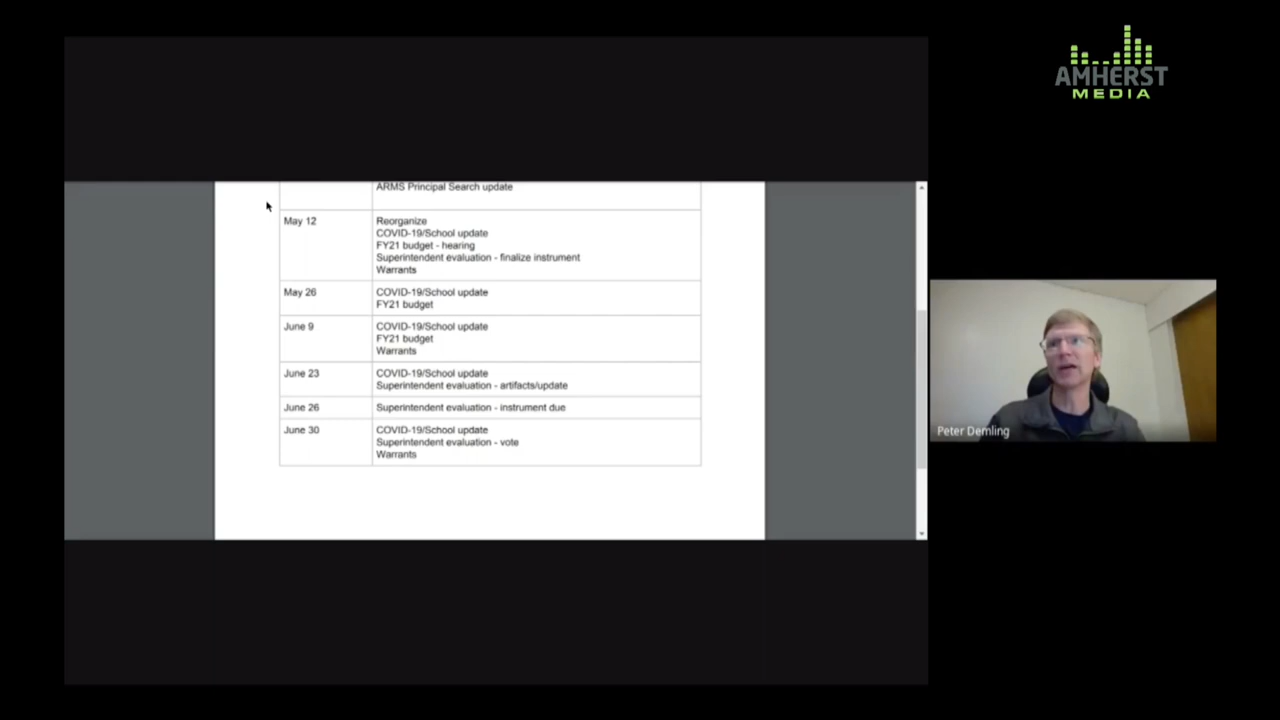 AMHERST
MEDIA
ARMS Principal Search update
May 12
Reorganize
COVID-19/School update
FY21 budget - hearing
Superintendent evaluation - finalize instrument
Warrants
May 26
COVID-19/School update
FY21 budget
June 9
COVID-19/School update
FY21 budget
Warrants
June 23
COVID-19/School update
Superintendent evaluation - artifacts/update
June 26
Superintendent evaluation - instrument due
June 30
COVID-19/School update
Superintendent evaluation - vote
Warrants
Peter Demling